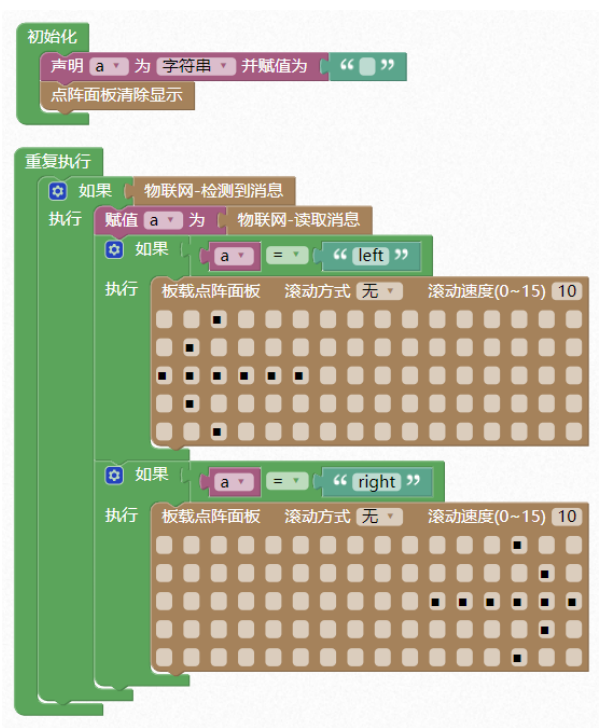 初始化
声明 a 为 字符串 并赋值为 “ ”
点阵面板清除显示
重复执行
如果 物联网-检测到消息
执行 赋值 a 为 物联网-读取消息
如果 a = “ left ”
执行 板载点阵面板 滚动方式 无 滚动速度(0~15) 10
如果 a = “ right ”
执行 板载点阵面板 滚动方式 无 滚动速度(0~15) 10